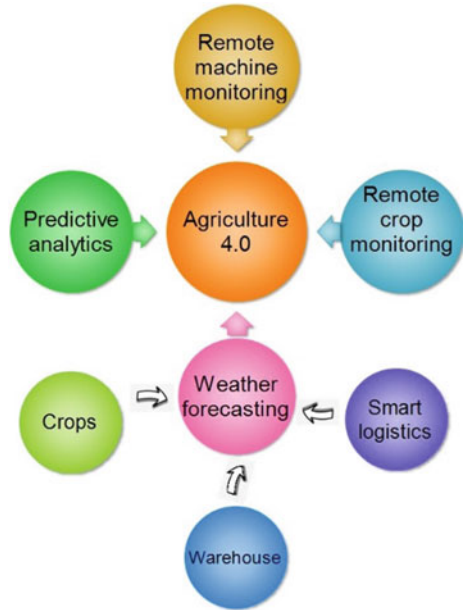 Remote
machine
monitoring
Predictive
analytics
Agriculture
4.0
Remote
crop
monitoring
Crops
Weather
forecasting
Smart
logistics
Warehouse